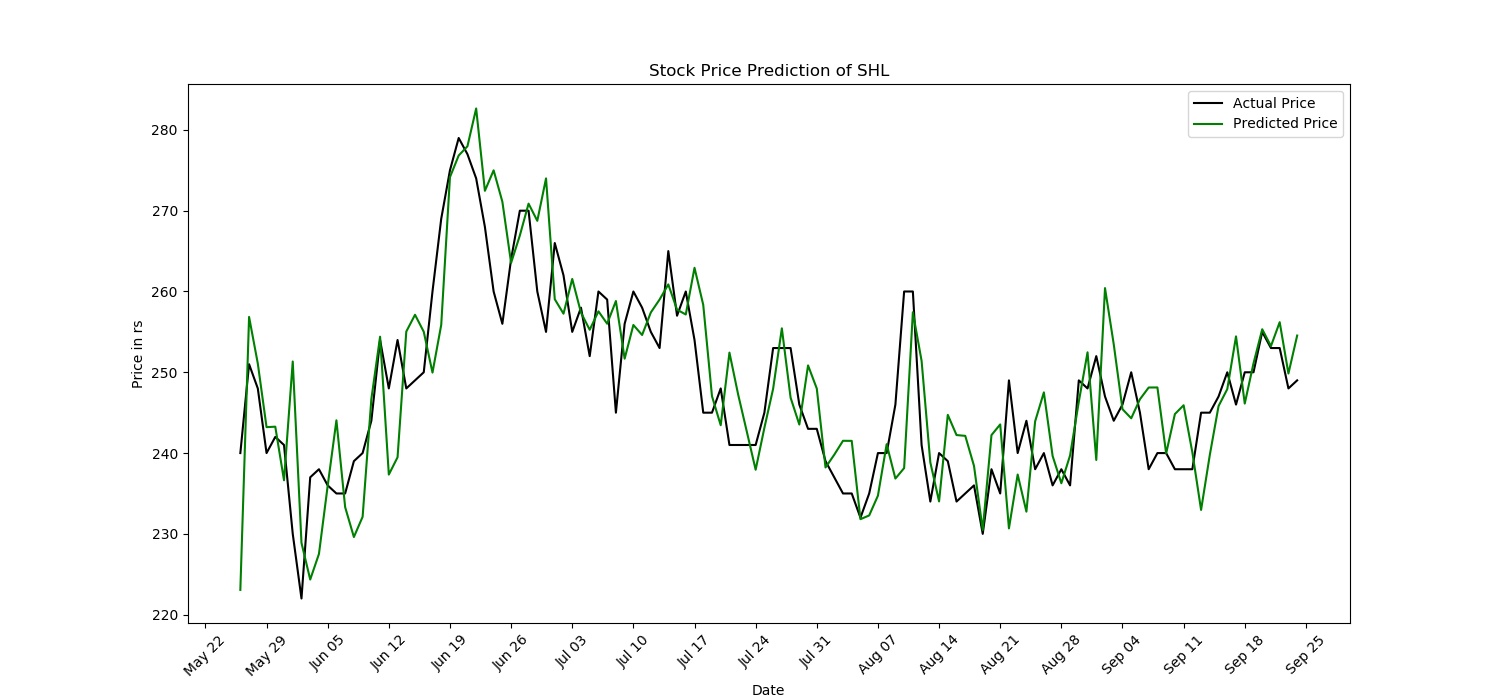 Stock Price Prediction of SHL
Actual Price
Predicted Price
Price in rs
280
270
260
250
240
230
220
May 22
May 29
Jun 05
Jun 12
Jun 19
Jun 26
Jul 03
Jul 10
Jul 17
Jul 24
Jul 31
Aug 07
Aug 14
Aug 21
Aug 28
Sep 04
Sep 11
Sep 18
Sep 25
Date